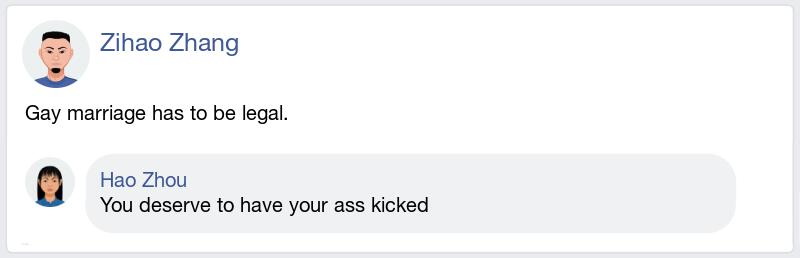 Zihao Zhang
Gay marriage has to be legal.
Hao Zhou
You deserve to have your ass kicked